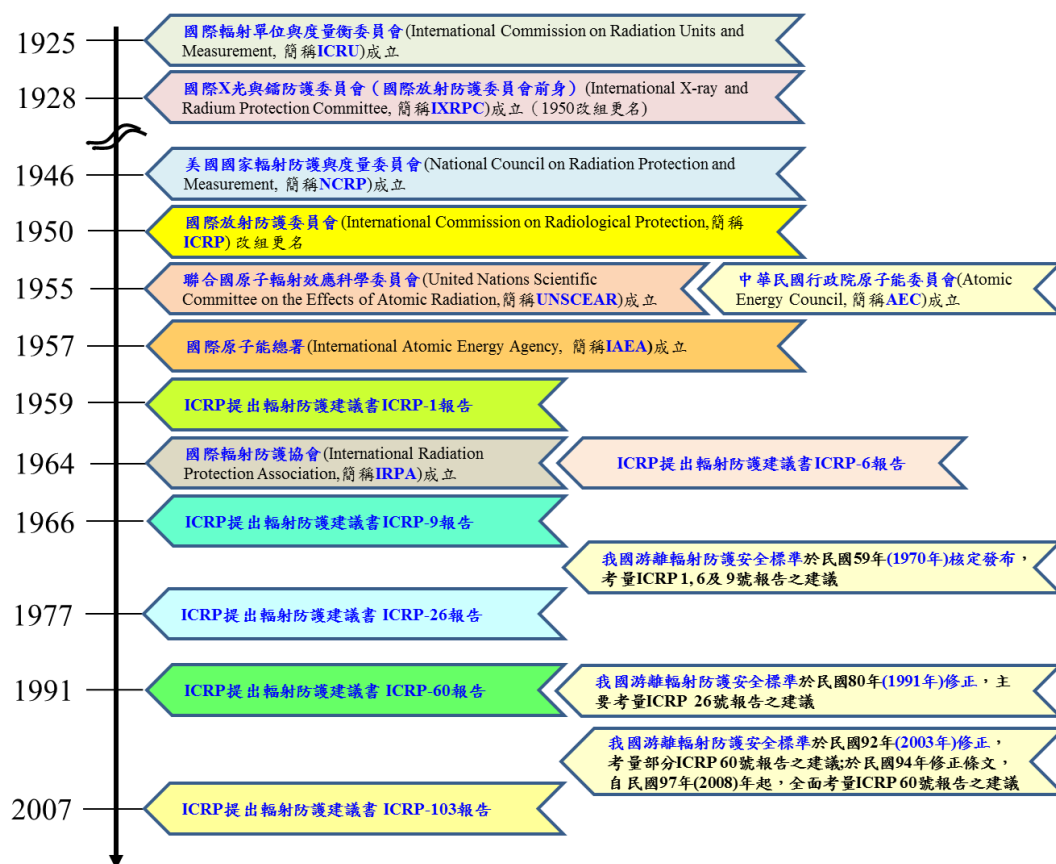 1925
國際輻射單位與度量衡委員會(International Commission on Radiation Units and
Measurement, 簡稱ICRU)成立
1928
國際X光與鐳防護委員會（國際放射防護委員會前身）(International X-ray and
Radium Protection Committee, 簡稱IXRPC)成立（1950改組更名）
1946
美國國家輻射防護與度量委員會(National Council on Radiation Protection and
Measurement, 簡稱NCRP)成立
1950
國際放射防護委員會(International Commission on Radiological Protection,簡稱
ICRP) 改組更名
1955
聯合國原子輻射效應科學委員會(United Nations Scientific
Committee on the Effects of Atomic Radiation,簡稱UNSCEAR)成立
中華民國行政院原子能委員會(Atomic
Energy Council, 簡稱AEC)成立
1957
國際原子能總署(International Atomic Energy Agency, 簡稱IAEA)成立
1959
ICRP提出輻射防護建議書ICRP-1報告
1964
國際輻射防護協會(International Radiation
Protection Association,簡稱IRPA)成立
ICRP提出輻射防護建議書ICRP-6報告
1966
ICRP提出輻射防護建議書ICRP-9報告
我國游離輻射防護安全標準於民國59年(1970年)核定發布，
考量ICRP 1, 6及 9號報告之建議
1977
ICRP提出輻射防護建議書 ICRP-26報告
1991
ICRP提出輻射防護建議書 ICRP-60報告
我國游離輻射防護安全標準於民國80年(1991年)修正，主
要考量ICRP 26號報告之建議
我國游離輻射防護安全標準於民國92年(2003年)修正，
考量部分ICRP 60號報告之建議;於民國94年修正條文，
自民國97年(2008)年起，全面考量ICRP 60號報告之建議
2007
ICRP提出輻射防護建議書 ICRP-103報告